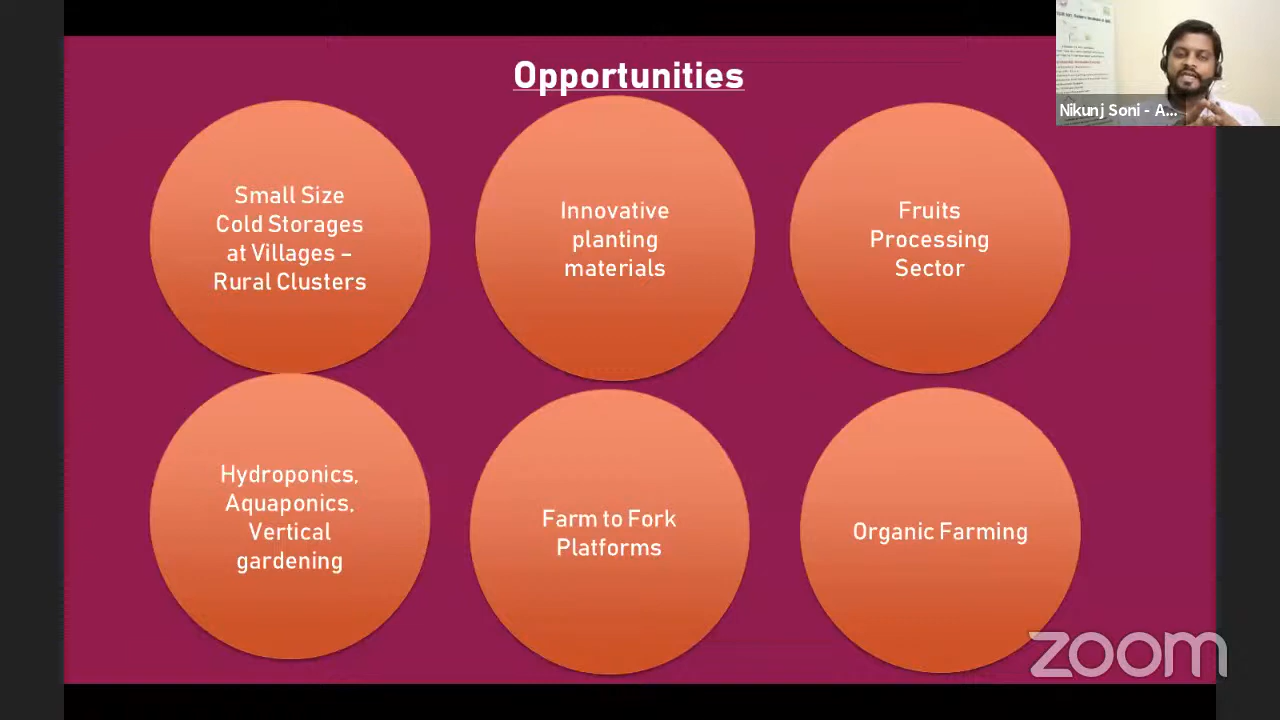 Opportunities
Small Size
Cold Storages
at Villages –
Rural Clusters
Innovative
planting
materials
Fruits
Processing
Sector
Hydroponics,
Aquaponics,
Vertical
gardening
Farm to Fork
Platforms
Organic Farming
Nikunj Soni - A...
zoom